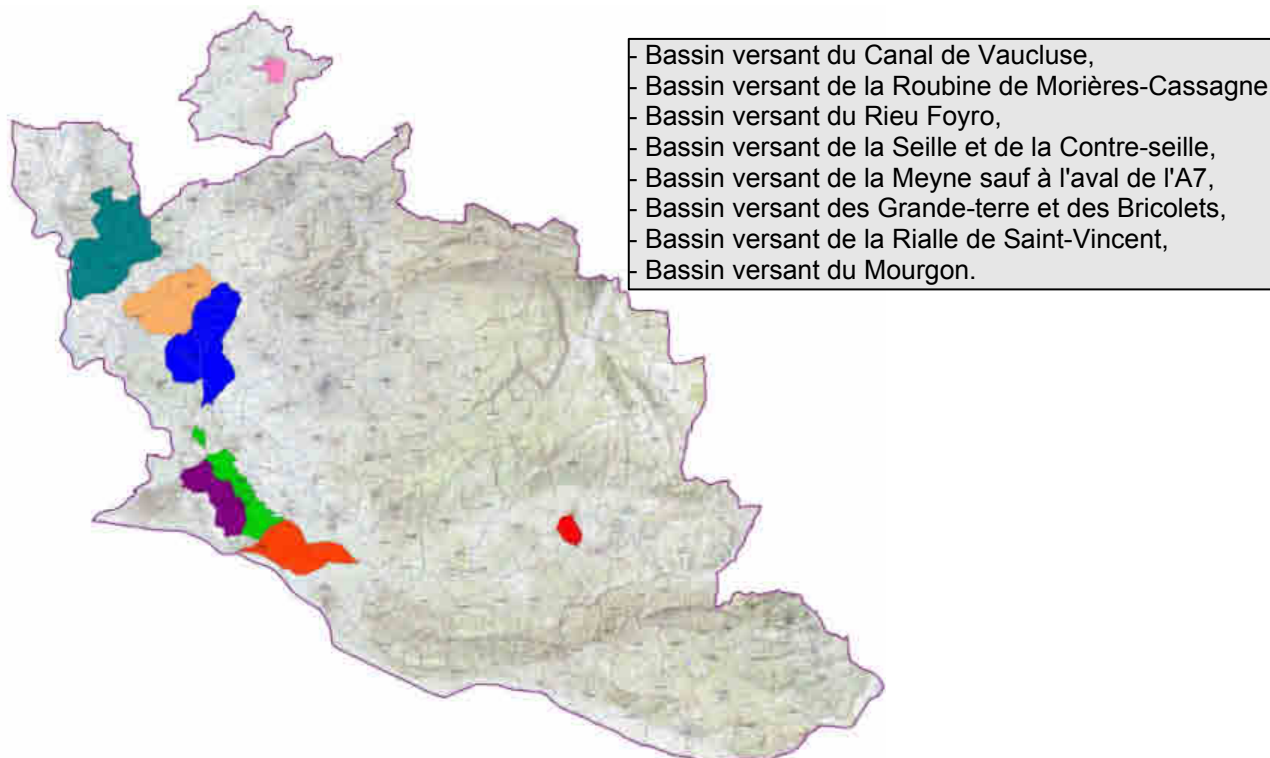 - Bassin versant du Canal de Vaucluse,
- Bassin versant de la Roubine de Morières-Cassagne
- Bassin versant du Rieu Foyro,
- Bassin versant de la Seille et de la Contre-seille,
- Bassin versant de la Meyne sauf à l'aval de l'A7,
- Bassin versant des Grande-terre et des Bricolets,
- Bassin versant de la Rialle de Saint-Vincent,
- Bassin versant du Mourgon.